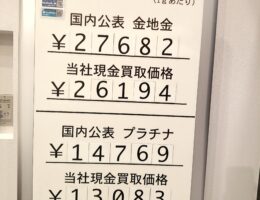 (1gあたり)
国内公表 金地金
¥27682
当社現金買取価格
¥26194
国内公表 プラチナ
¥14769
当社現金買取価格
¥13083